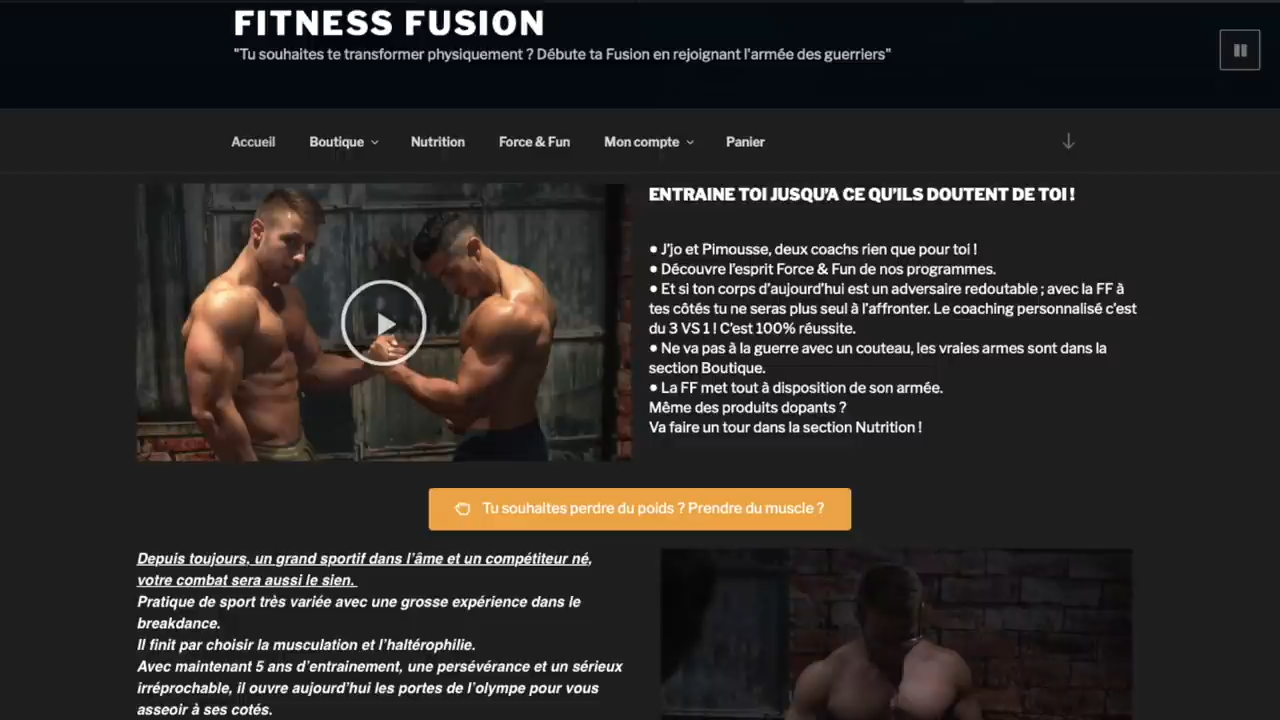 FITNESS FUSION
"Tu souhaites te transformer physiquement ? Débute ta Fusion en rejoignant l'armée des guerriers"
Accueil Boutique Nutrition Force & Fun Mon compte Panier
ENTRAINE TOI JUSQU'A CE QU'ILS DOUTENT DE TOI !
● J'jo et Pimousse, deux coachs rien que pour toi !
● Découvre l'esprit Force & Fun de nos programmes.
● Et si ton corps d'aujourd'hui est un adversaire redoutable ; avec la FF à
tes côtés tu ne seras plus seul à l'affronter. Le coaching personnalisé c'est
du 3 VS 1 ! C'est 100% réussite.
● Ne va pas à la guerre avec un couteau, les vraies armes sont dans la
section Boutique.
● La FF met tout à disposition de son armée.
Même des produits dopants ?
Va faire un tour dans la section Nutrition !
Tu souhaites perdre du poids ? Prendre du muscle ?
Depuis toujours, un grand sportif dans l'âme et un compétiteur né,
votre combat sera aussi le sien.
Pratique de sport très variée avec une grosse expérience dans le
breakdance.
Il finit par choisir la musculation et l'haltérophilie.
Avec maintenant 5 ans d'entrainement, une persévérance et un sérieux
irréprochable, il ouvre aujourd'hui les portes de l'olympe pour vous
asseoir à ses cotés.